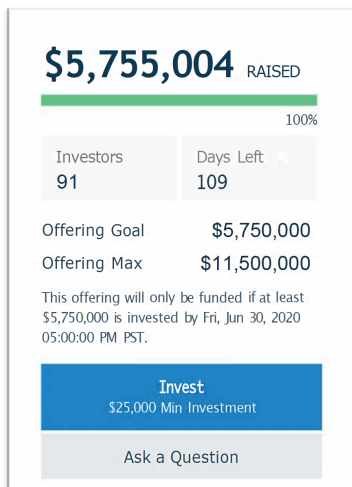 $5,755,004 RAISED
100%
Investors
91
Days Left
109
Offering Goal $5,750,000
Offering Max $11,500,000
This offering will only be funded if at least
$5,750,000 is invested by Fri, Jun 30, 2020
05:00:00 PM PST.
Invest
$25,000 Min Investment
Ask a Question